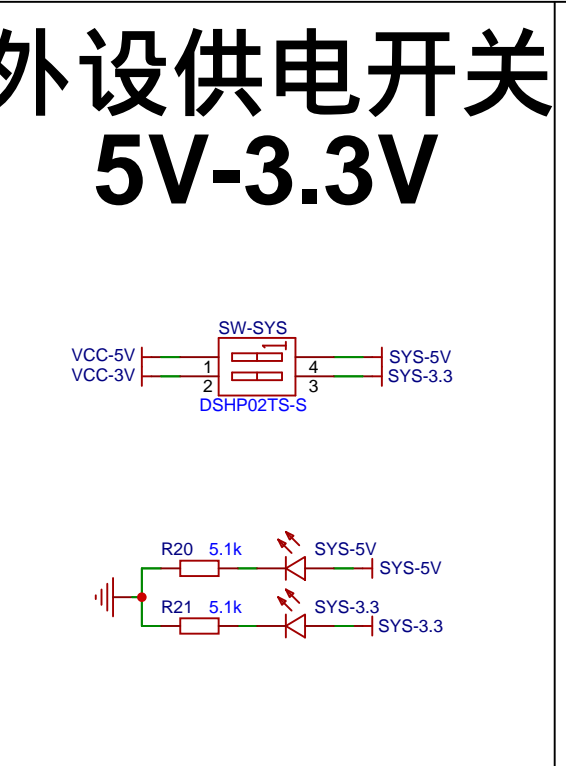 外设供电开关
5V-3.3V
SW-SYS
VCC-5V 1 4 SYS-5V
VCC-3V 2 3 SYS-3.3
DSHP02TS-S
R20 5.1k SYS-5V
SYS-5V
R21 5.1k SYS-3.3
SYS-3.3